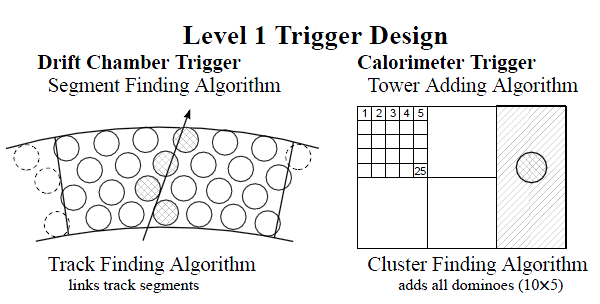 Level 1 Trigger Design
Drift Chamber Trigger
Segment Finding Algorithm
Track Finding Algorithm
links track segments
Calorimeter Trigger
Tower Adding Algorithm
1 2 3 4 5
25
Cluster Finding Algorithm
adds all dominoes (10×5)